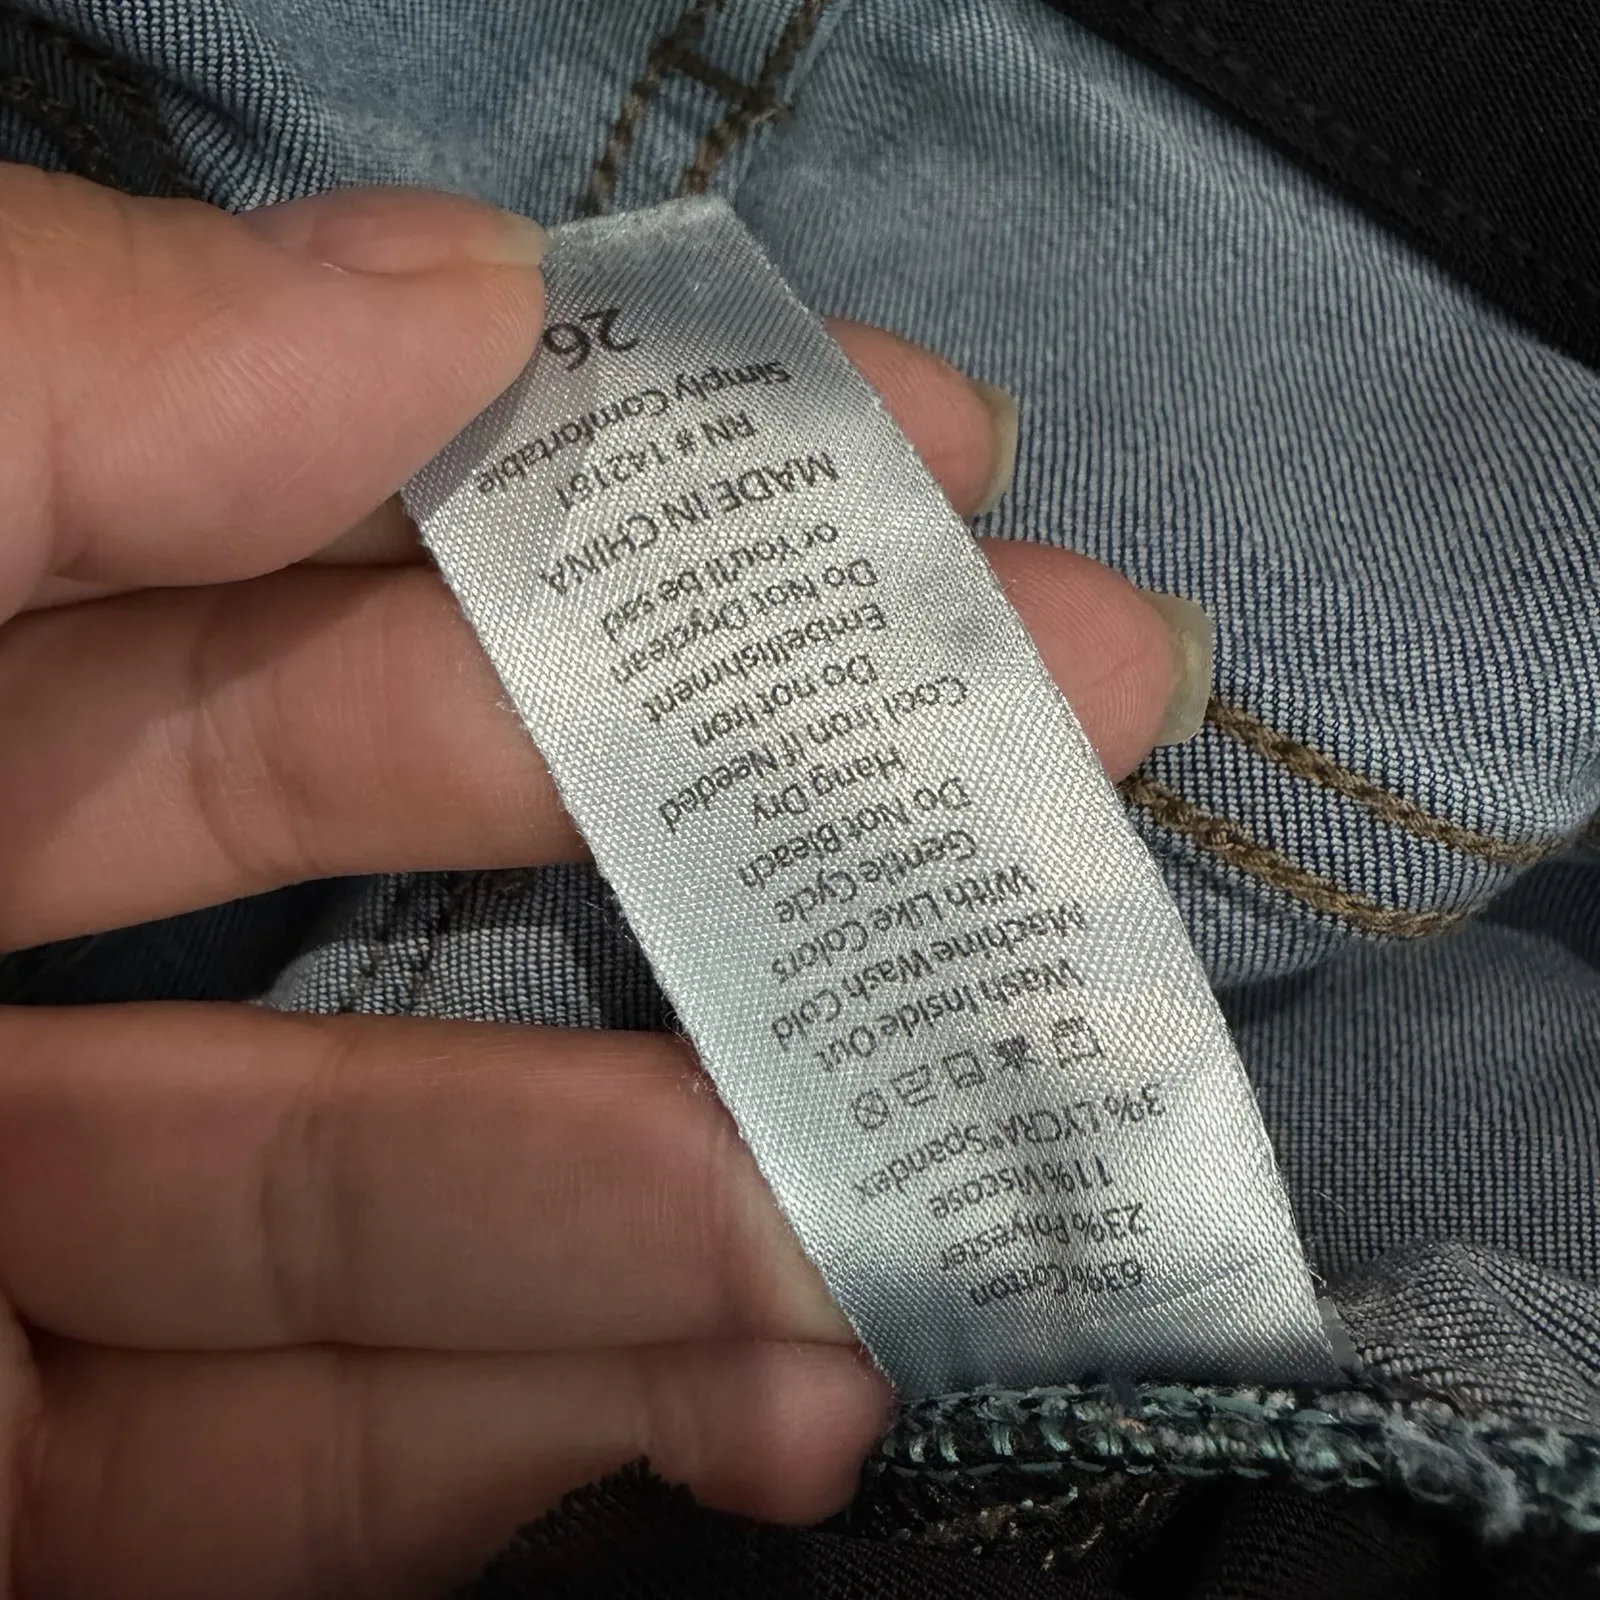 63% Cotton
23% Polyester
11% Viscose
3% LYCRA® Spandex
Wash Inside Out
Machine Wash Cold
With Like Colors
Gentle Cycle
Do Not Bleach
Hang Dry
Cool Iron If Needed
Do not Iron
Embellishment
Do Not Dryclean
or You'll be sad
MADE IN CHINA
RN # 142161
Simply Comfortable
26